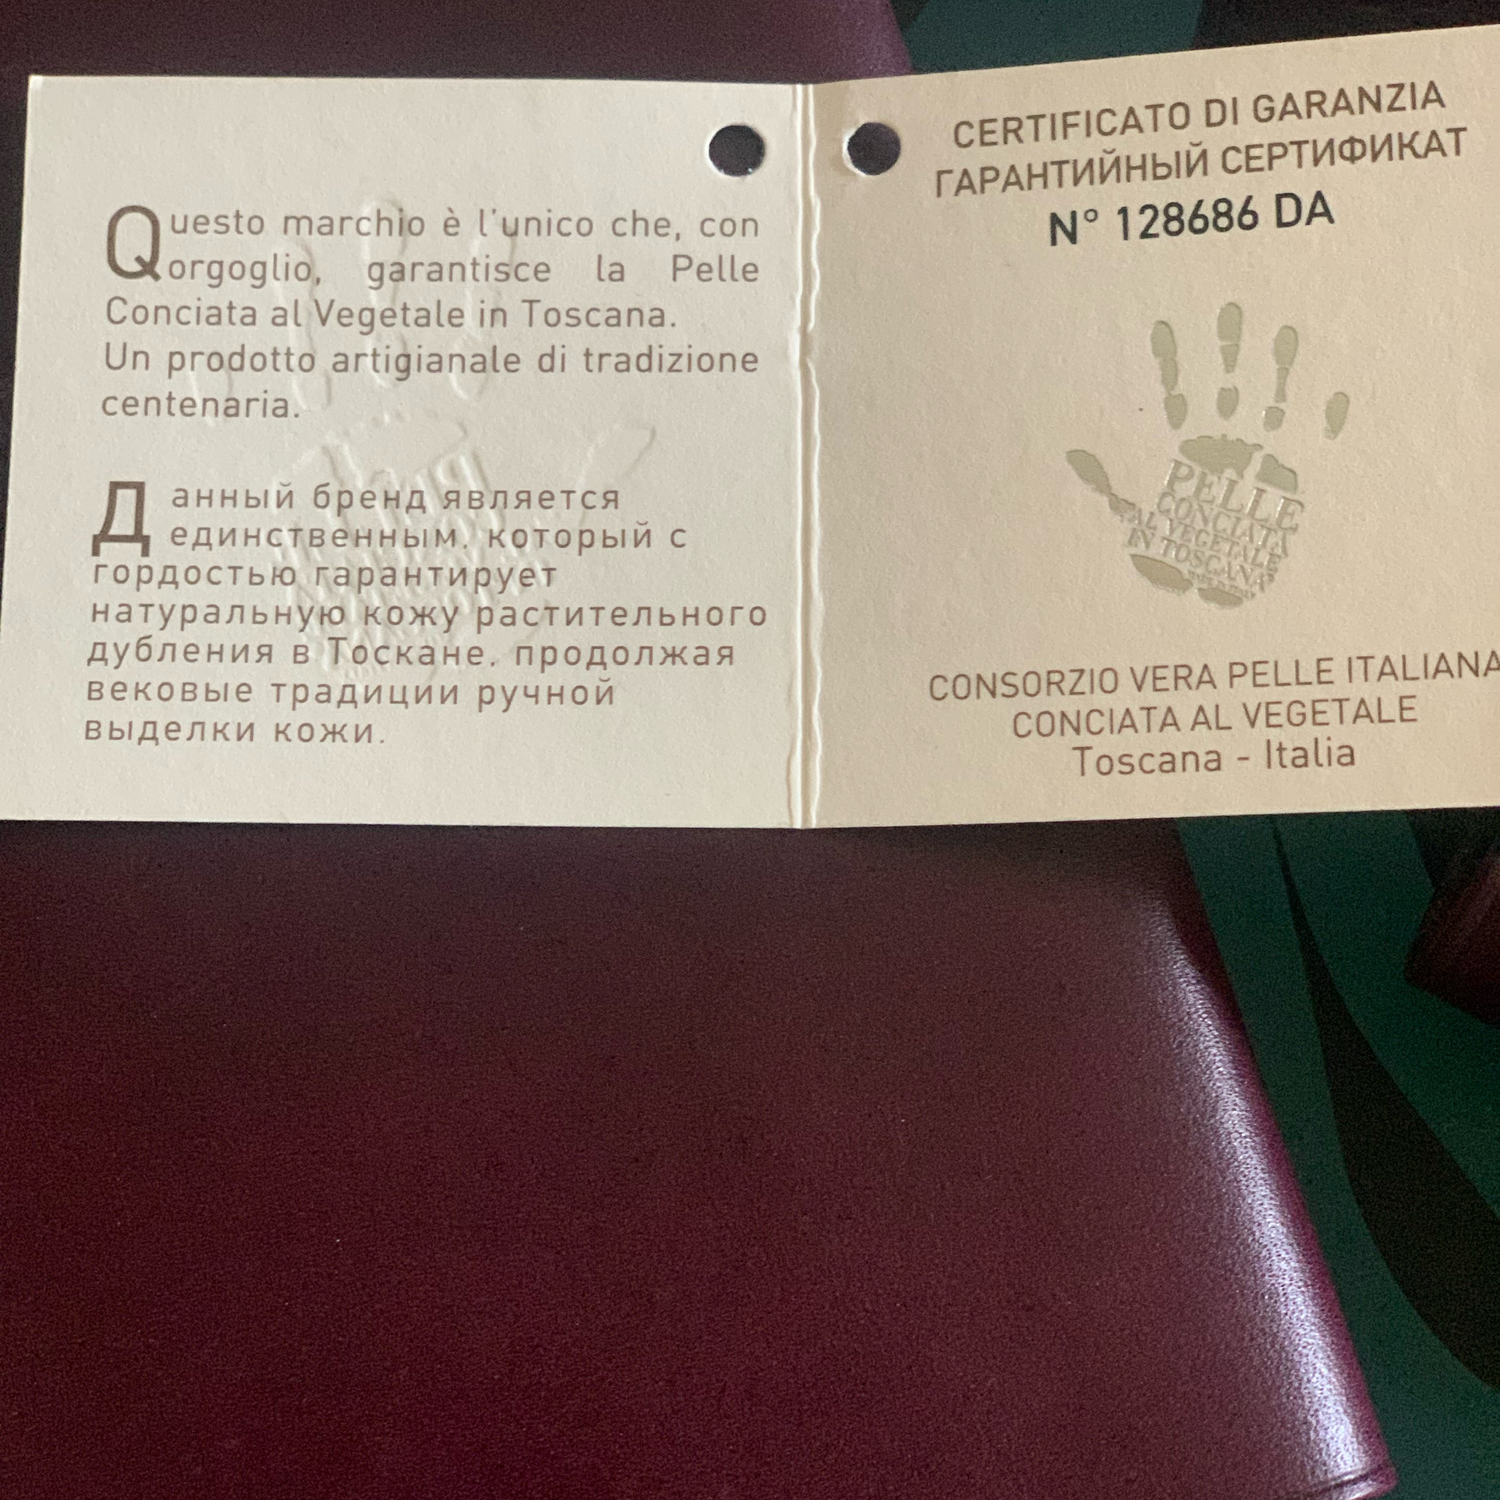 Questo marchio è l'unico che, con
orgoglio, garantisce la Pelle
Conciata al Vegetale in Toscana.
Un prodotto artigianale di tradizione
centenaria.
Данный бренд является
единственным, который с
гордостью гарантирует
натуральную кожу растительного
дубления в Тоскане, продолжая
вековые традиции ручной
выделки кожи.
CERTIFICATO DI GARANZIA
ГАРАНТИЙНЫЙ СЕРТИФИКАТ
N° 128686 DA
PELLE
CONCIATA
AL VEGETALE
IN TOSCANA
CONSORZIO VERA PELLE ITALIANA
CONCIATA AL VEGETALE
Toscana - Italia